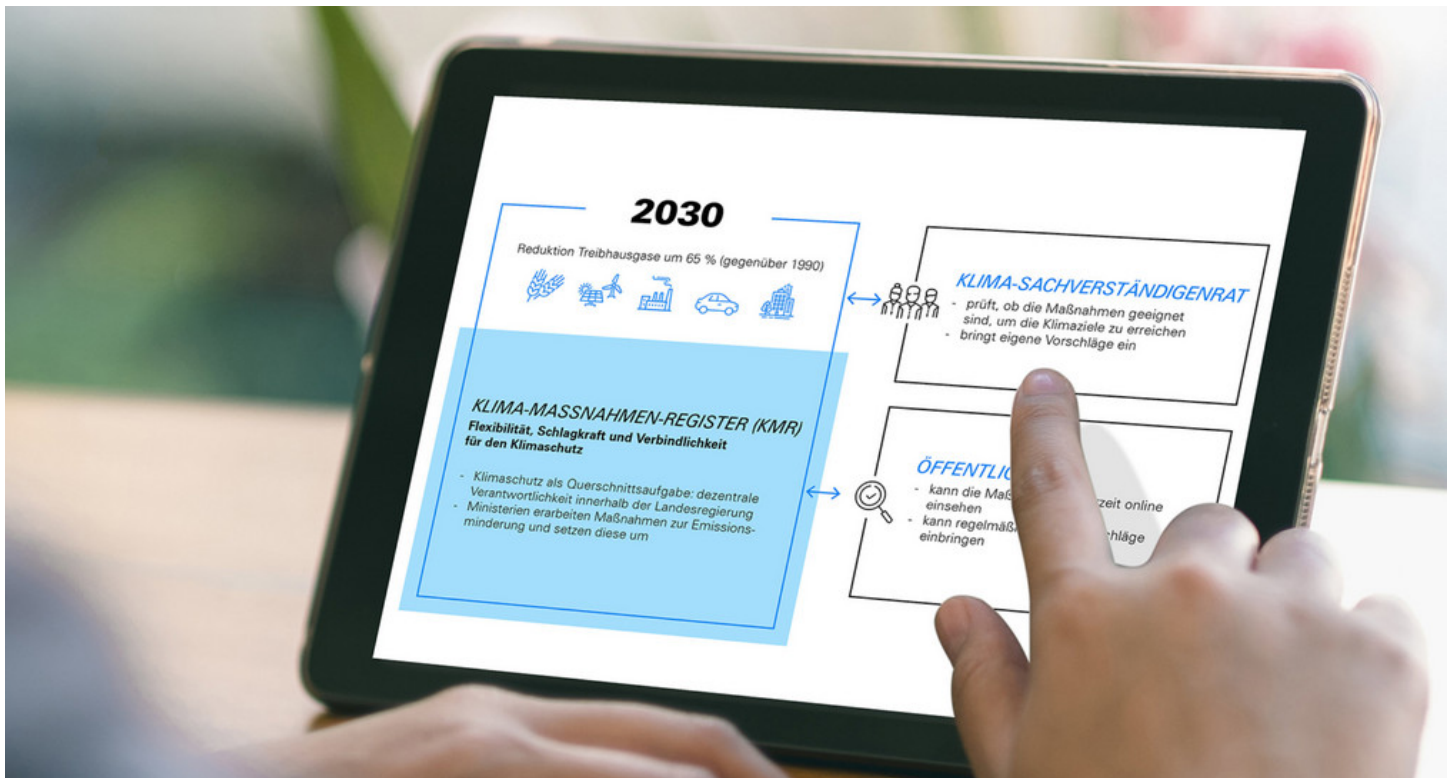 2030
Reduktion Treibhausgase um 65 % (gegenüber 1990)
KLIMA-MASSNAHMEN-REGISTER (KMR)
Flexibilität, Schlagkraft und Verbindlichkeit
für den Klimaschutz
- Klimaschutz als Querschnittsaufgabe: dezentrale
Verantwortlichkeit innerhalb der Landesregierung
- Ministerien erarbeiten Maßnahmen zur Emissions-
minderung und setzen diese um
KLIMA-SACHVERSTÄNDIGENRAT
- prüft, ob die Maßnahmen geeignet
sind, um die Klimaziele zu erreichen
- bringt eigene Vorschläge ein
- kann die
online
einsehen
- kann
einbringen